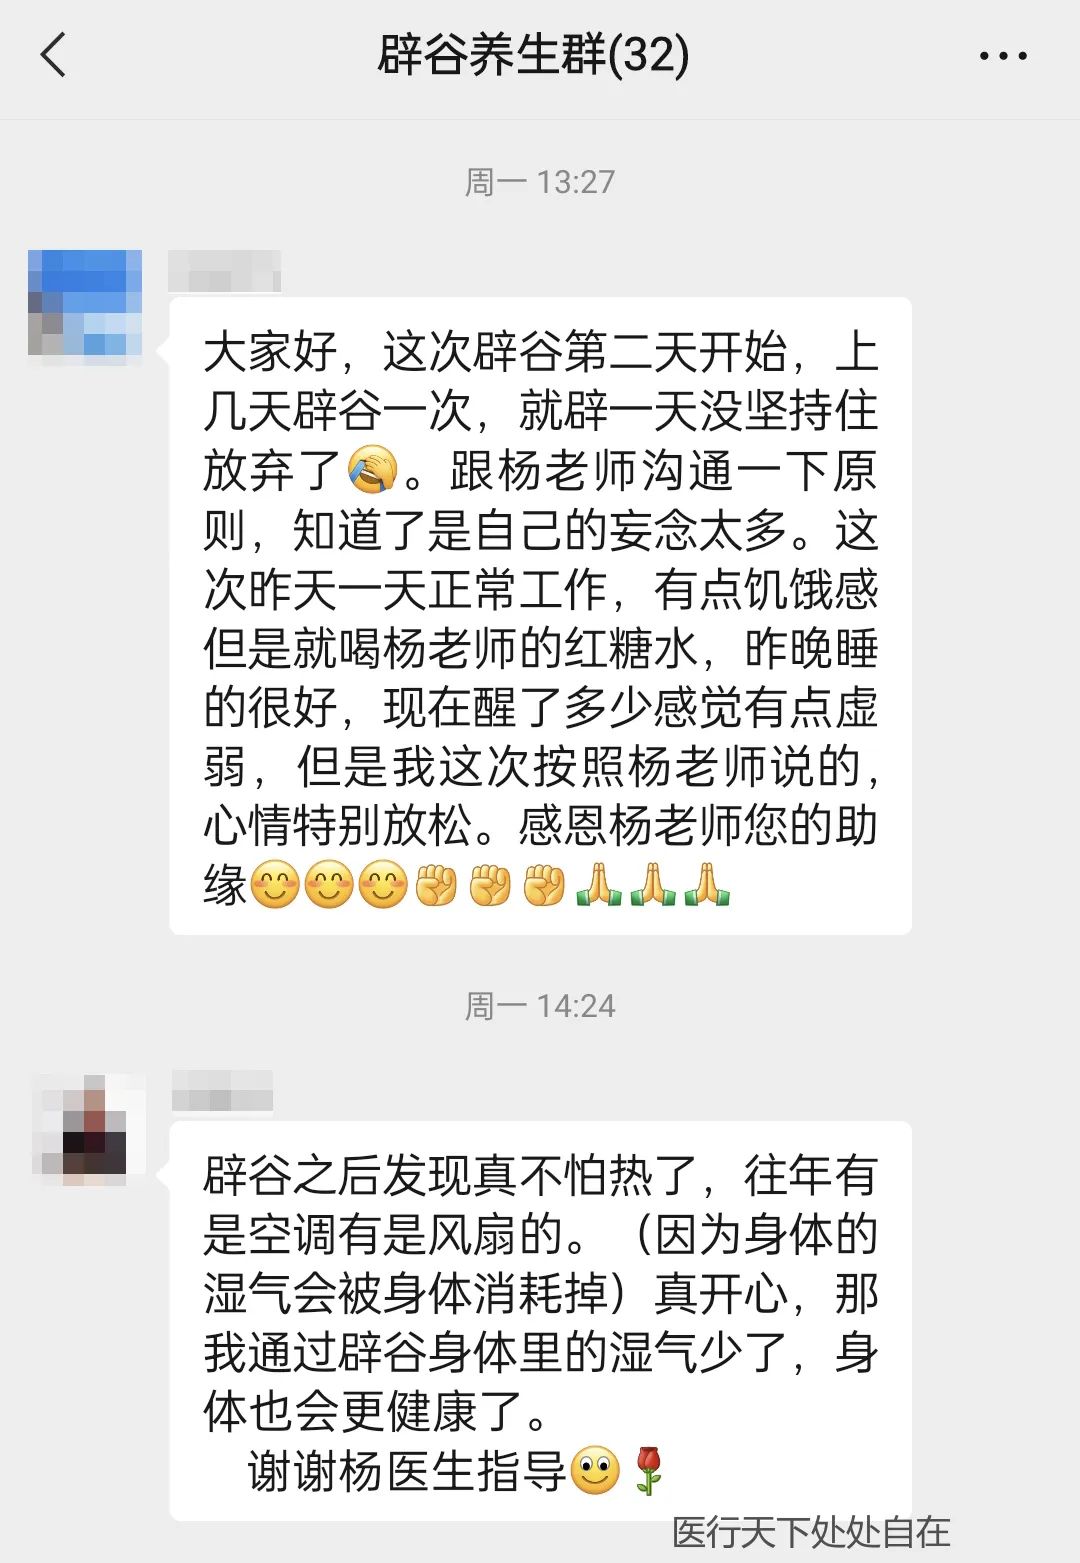 辟谷养生群(32)
周一 13:27
大家好，这次辟谷第二天开始，上
几天辟谷一次，就辟一天没坚持住
放弃了🤦。跟杨老师沟通一下原
则，知道了是自己的妄念太多。这
次昨天一天正常工作，有点饥饿感
但是就喝杨老师的红糖水，昨晚睡
的很好，现在醒了多少感觉有点虚
弱，但是我这次按照杨老师说的，
心情特别放松。感恩杨老师您的助
缘😊😊😊✊✊✊🙏🙏🙏
周一 14:24
辟谷之后发现真不怕热了，往年有
是空调有是风扇的。（因为身体的
湿气会被身体消耗掉）真开心，那
我通过辟谷身体里的湿气少了，身
体也会更健康了。
谢谢杨医生指导🙂🌹
医行天下处处自在